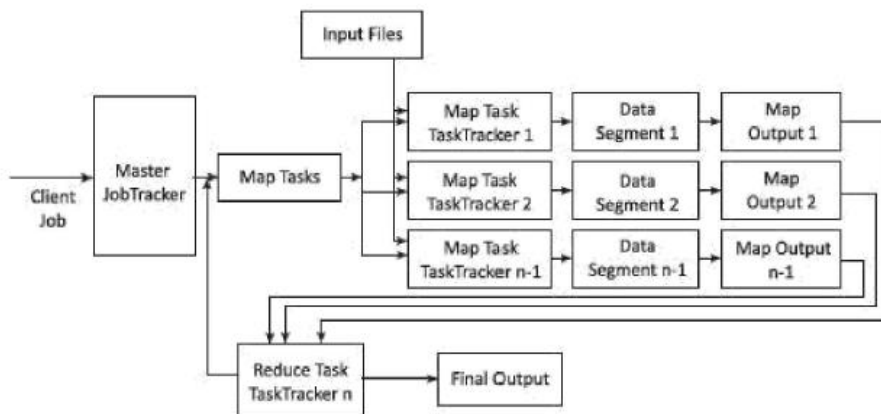 Input Files
Map Task
TaskTracker 1
Data
Segment 1
Map
Output 1
Master
JobTracker
Client
Job
Map Tasks
Map Task
TaskTracker 2
Data
Segment 2
Map
Output 2
Map Task
TaskTracker n-1
Data
Segment n-1
Map Output
n-1
Reduce Task
TaskTracker n
Final Output